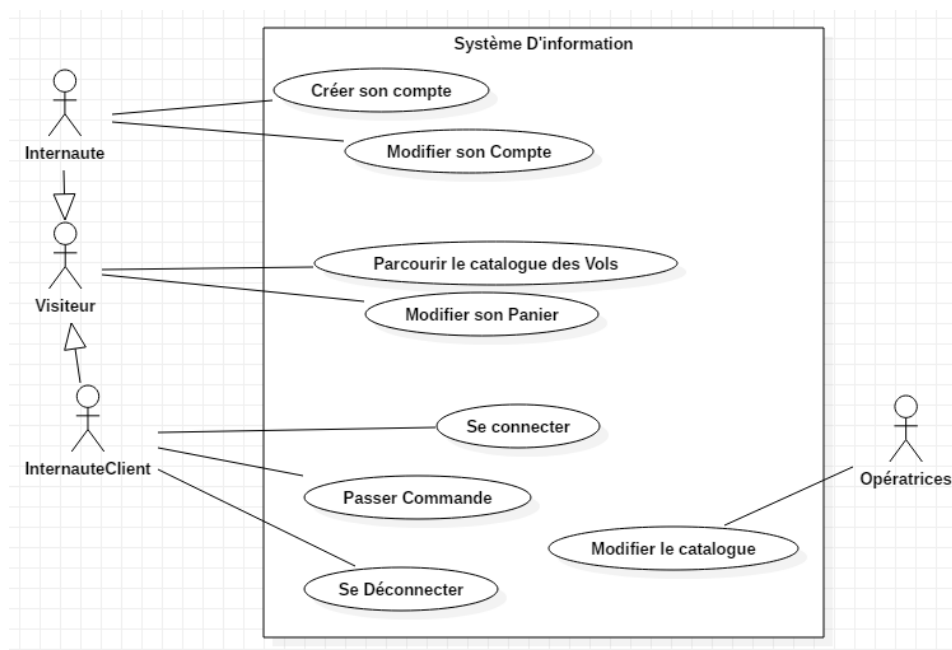 Système D'information
Créer son compte
Internaute
Modifier son Compte
Parcourir le catalogue des Vols
Visiteur
Modifier son Panier
Se connecter
InternauteClient
Opératrices
Passer Commande
Modifier le catalogue
Se Déconnecter